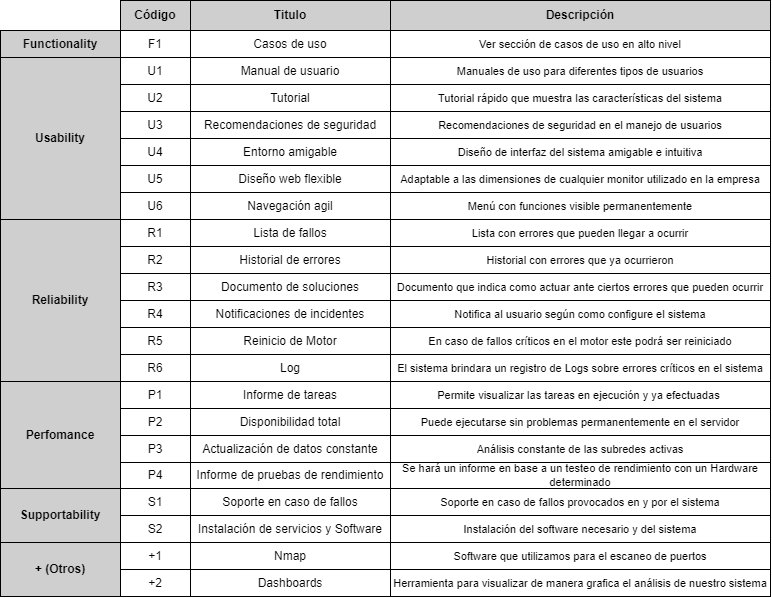 Código Titulo Descripción
Functionality F1 Casos de uso Ver sección de casos de uso en alto nivel
U1 Manual de usuario Manuales de uso para diferentes tipos de usuarios
U2 Tutorial Tutorial rápido que muestra las características del sistema
Usability U3 Recomendaciones de seguridad Recomendaciones de seguridad en el manejo de usuarios
U4 Entorno amigable Diseño de interfaz del sistema amigable e intuitiva
U5 Diseño web flexible Adaptable a las dimensiones de cualquier monitor utilizado en la empresa
U6 Navegación agil Menú con funciones visible permanentemente
R1 Lista de fallos Lista con errores que pueden llegar a ocurrir
R2 Historial de errores Historial con errores que ya ocurrieron
Reliability R3 Documento de soluciones Documento que indica como actuar ante ciertos errores que pueden ocurrir
R4 Notificaciones de incidentes Notifica al usuario según como configure el sistema
R5 Reinicio de Motor En caso de fallos críticos en el motor este podrá ser reiniciado
R6 Log El sistema brindara un registro de Logs sobre errores críticos en el sistema
P1 Informe de tareas Permite visualizar las tareas en ejecución y ya efectuadas
P2 Disponibilidad total Puede ejecutarse sin problemas permanentemente en el servidor
Perfomance P3 Actualización de datos constante Análisis constante de las subredes activas
P4 Informe de pruebas de rendimiento Se hará un informe en base a un testeo de rendimiento con un Hardware
determinado
Supportability S1 Soporte en caso de fallos Soporte en caso de fallos provocados en y por el sistema
S2 Instalación de servicios y Software Instalación del software necesario y del sistema
+ (Otros) +1 Nmap Software que utilizamos para el escaneo de puertos
+2 Dashboards Herramienta para visualizar de manera grafica el análisis de nuestro sistema